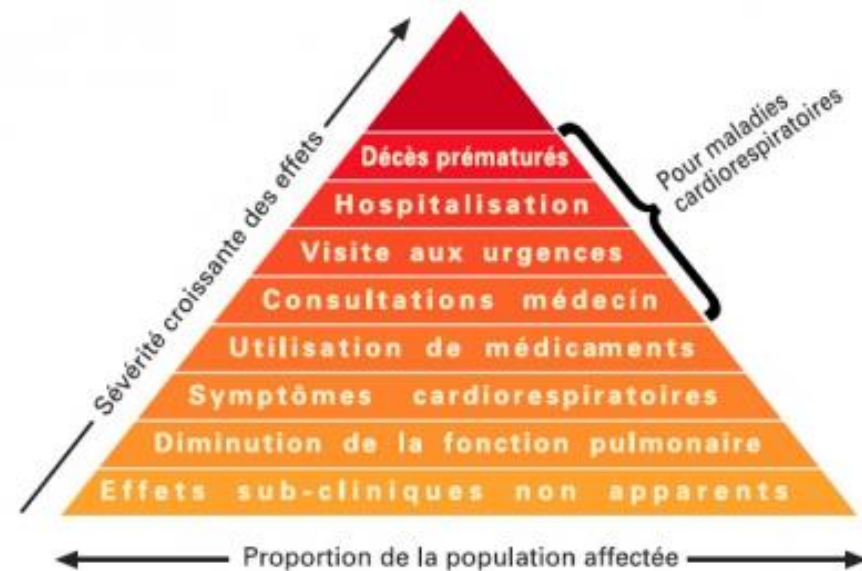 Sévérité croissante des effets
Pour maladies
cardiorespiratoires
Décès prématurés
Hospitalisation
Visite aux urgences
Consultations médecin
Utilisation de médicaments
Symptômes cardiorespiratoires
Diminution de la fonction pulmonaire
Effets sub-cliniques non apparents
Proportion de la population affectée